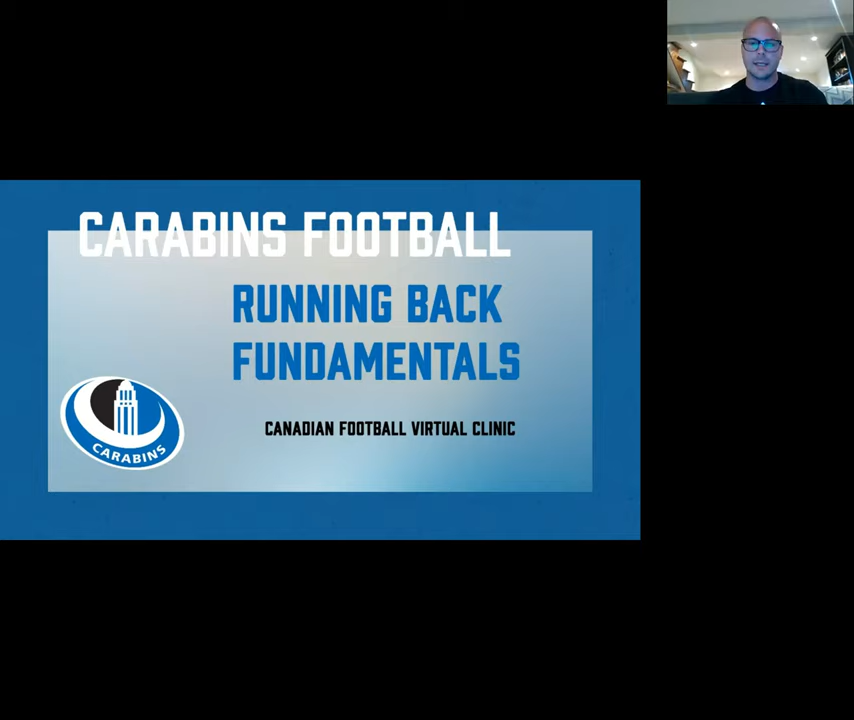 CARABINS FOOTBALL
RUNNING BACK
FUNDAMENTALS
CANADIAN FOOTBALL VIRTUAL CLINIC
CARABINS